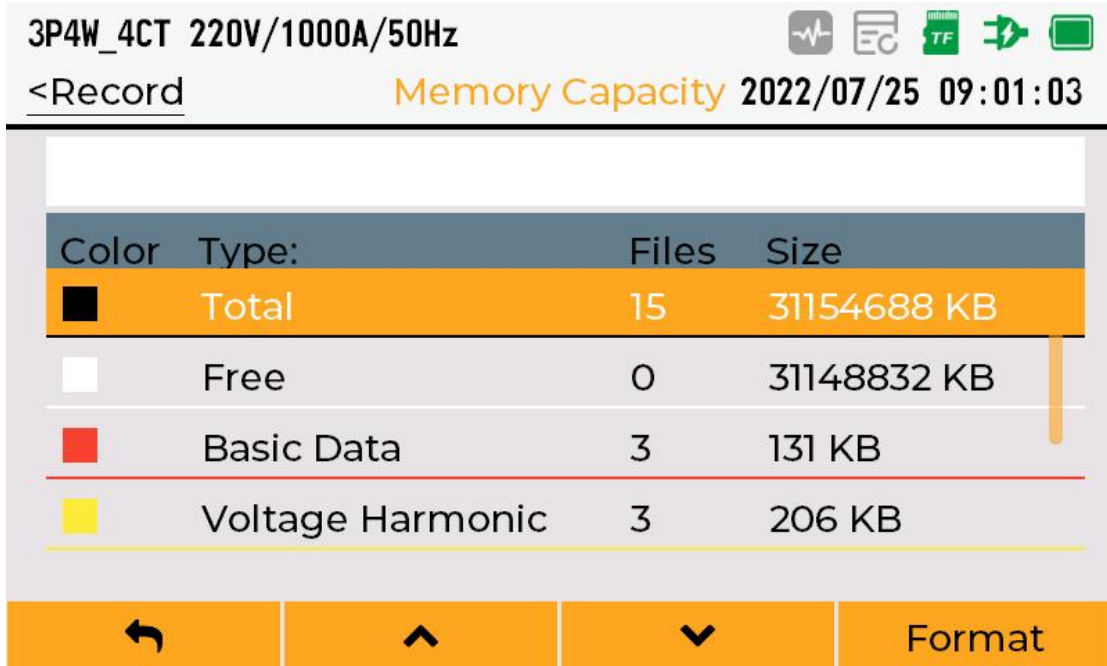 3P4W_4CT 220V/1000A/50Hz TF
<Record Memory Capacity 2022/07/25 09:01:03
Color Type: Files Size
Total 15 31154688 KB
Free 0 31148832 KB
Basic Data 3 131 KB
Voltage Harmonic 3 206 KB
Format